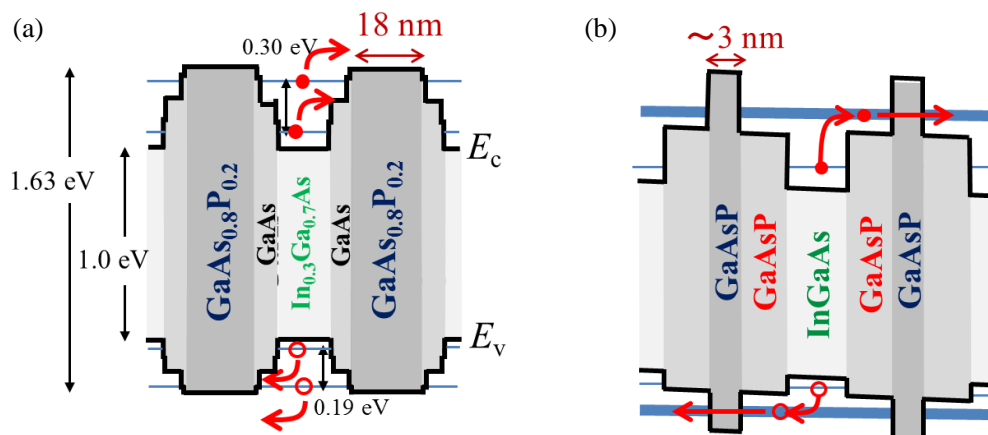 (a)
18 nm
0.30 eV
1.63 eV
1.0 eV
GaAs0.8P0.2
GaAs
In0.3Ga0.7As
GaAs
GaAs0.8P0.2
Ec
Ev
0.19 eV
(b)
~3 nm
GaAsP
GaAsP
InGaAs
GaAsP
GaAsP